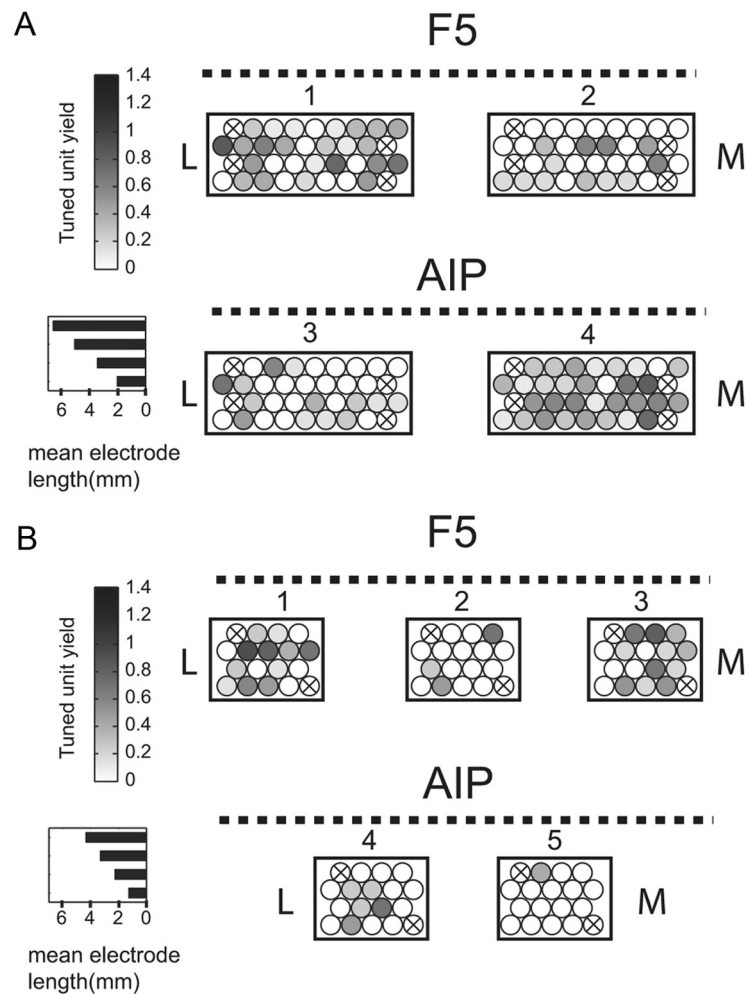 A
F5
1.4
1.2
1
0.8
0.6
0.4
0.2
0
Tuned unit yield
1
2
L
M
AIP
3
4
L
M
6 4 2 0
mean electrode
length(mm)
B
F5
1.4
1.2
1
0.8
0.6
0.4
0.2
0
Tuned unit yield
1
2
3
L
M
AIP
4
5
L
M
6 4 2 0
mean electrode
length(mm)